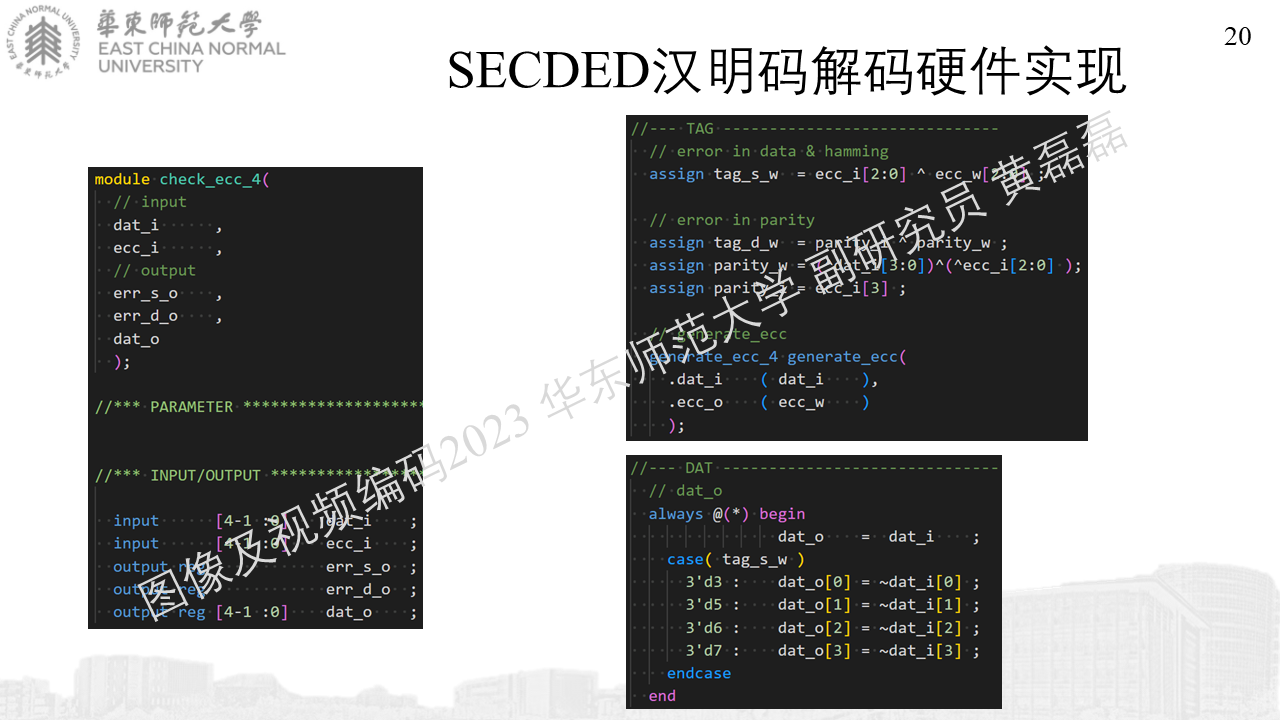 華東師范大學
EAST CHINA NORMAL
UNIVERSITY
20
SECDED汉明码解码硬件实现
module check_ecc_4(
// input
dat_i ,
ecc_i ,
// output
err_s_o ,
err_d_o ,
dat_o
);
//*** PARAMETER ********************
//*** INPUT/OUTPUT *****************
input [4-1 :0] dat_i ;
input [4-1 :0] ecc_i ;
output reg err_s_o ;
output reg err_d_o ;
output reg [4-1 :0] dat_o ;
//--- TAG ------------------------------
// error in data & hamming
assign tag_s_w = ecc_i[2:0] ^ ecc_w[2:0] ;
// error in parity
assign tag_d_w = parity_i ^ parity_w ;
assign parity_w = (^dat_i[3:0])^(^ecc_i[2:0] );
assign parity_i = ecc_i[3] ;
// generate_ecc
generate_ecc_4 generate_ecc(
.dat_i ( dat_i ),
.ecc_o ( ecc_w )
);
//--- DAT ------------------------------
// dat_o
always @(*) begin
dat_o = dat_i ;
case( tag_s_w )
3'd3 : dat_o[0] = ~dat_i[0] ;
3'd5 : dat_o[1] = ~dat_i[1] ;
3'd6 : dat_o[2] = ~dat_i[2] ;
3'd7 : dat_o[3] = ~dat_i[3] ;
endcase
end
图像及视频编码2023 华东师范大学 副研究员 黄磊磊